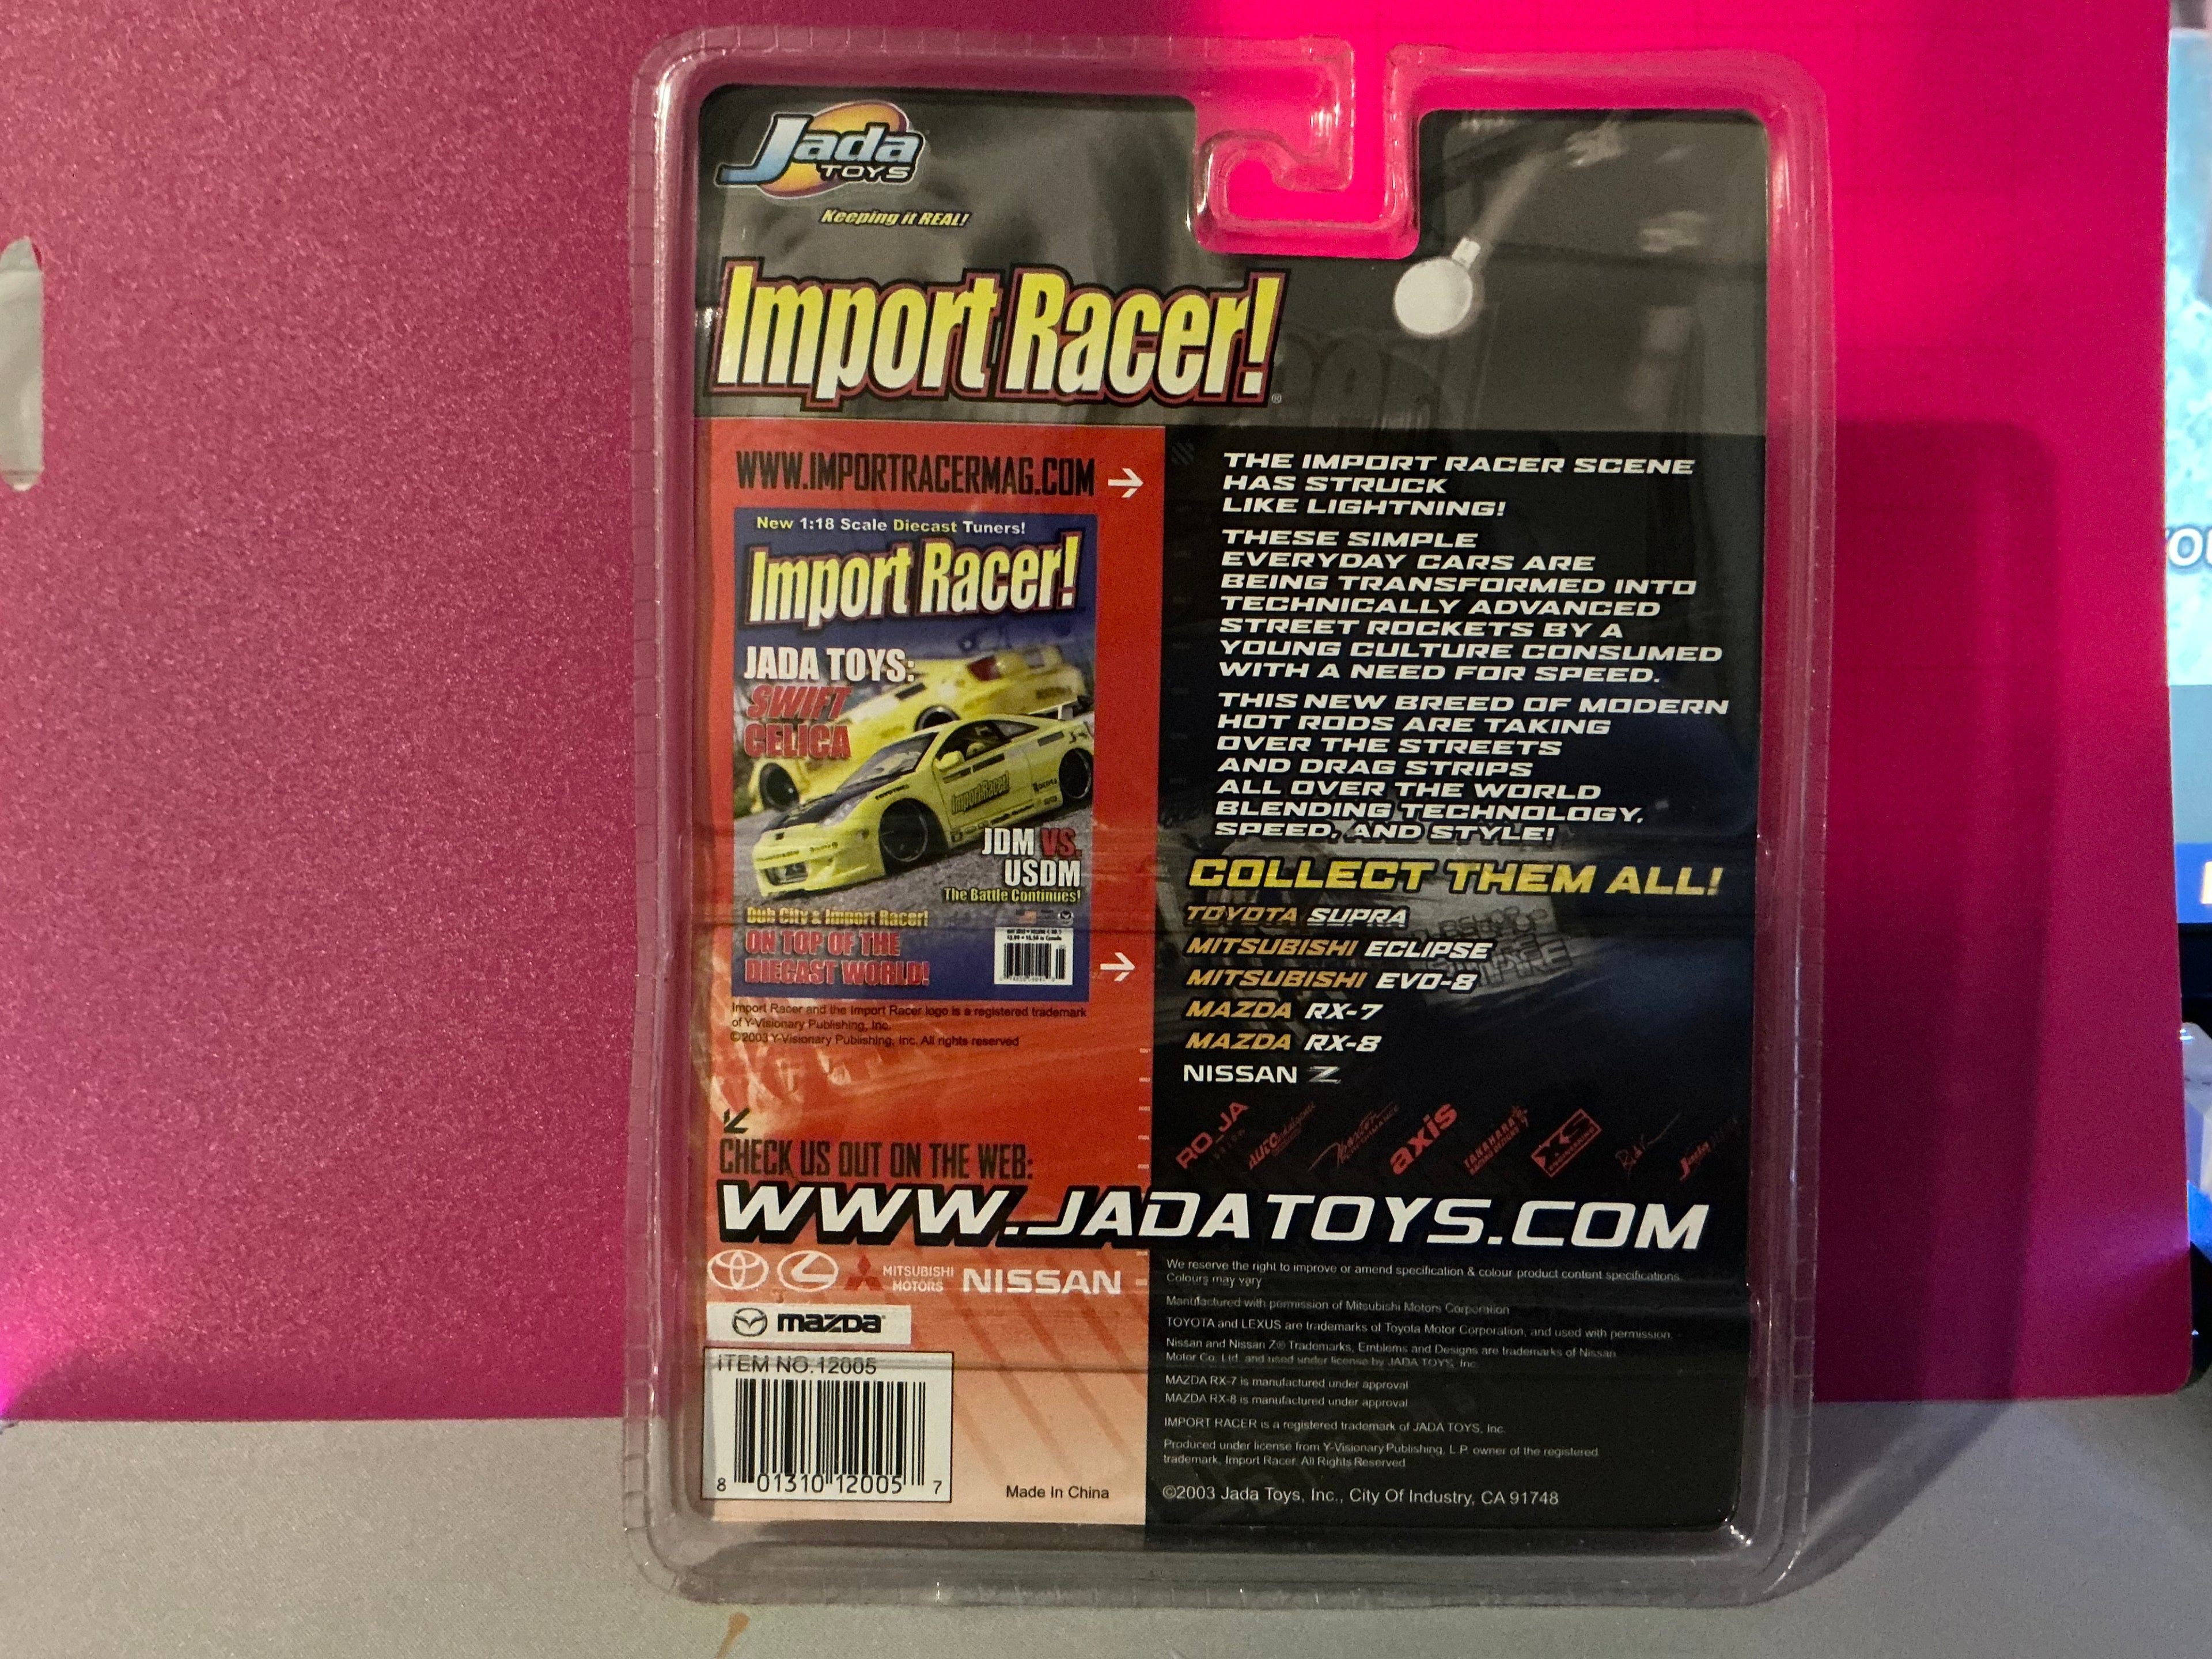 Jada
TOYS
Keeping it REAL!
Import Racer!
®
WWW.IMPORTRACERMAG.COM
New 1:18 Scale Diecast Tuners!
Import Racer!
JADA TOYS:
SWIFT
CELICA
Import Racer!
JDM VS.
USDM
The Battle Continues!
Dub City & Import Racer!
ON TOP OF THE
DIECAST WORLD!
Import Racer and the Import Racer logo is a registered trademark
of Y-Visionary Publishing, Inc.
©2003 Y-Visionary Publishing, Inc. All rights reserved
THE IMPORT RACER SCENE
HAS STRUCK
LIKE LIGHTNING!
THESE SIMPLE
EVERYDAY CARS ARE
BEING TRANSFORMED INTO
TECHNICALLY ADVANCED
STREET ROCKETS BY A
YOUNG CULTURE CONSUMED
WITH A NEED FOR SPEED.
THIS NEW BREED OF MODERN
HOT RODS ARE TAKING
OVER THE STREETS
AND DRAG STRIPS
ALL OVER THE WORLD
BLENDING TECHNOLOGY,
SPEED, AND STYLE!
COLLECT THEM ALL!
TOYOTA SUPRA
MITSUBISHI ECLIPSE
MITSUBISHI EVO-8
MAZDA RX-7
MAZDA RX-8
NISSAN Z
RO_JA
axis
CHECK US OUT ON THE WEB:
WWW.JADATOYS.COM
MITSUBISHI
MOTORS
NISSAN
mazda
ITEM NO.12005
8 01310 12005 7
Made In China
We reserve the right to improve or amend specification & colour product content specifications.
Colours may vary
Manufactured with permission of Mitsubishi Motors Corporation
TOYOTA and LEXUS are trademarks of Toyota Motor Corporation, and used with permission.
Nissan and Nissan Z® Trademarks, Emblems and Designs are trademarks of Nissan
Motor Co. Ltd. and used under license by JADA TOYS, Inc.
MAZDA RX-7 is manufactured under approval
MAZDA RX-8 is manufactured under approval
IMPORT RACER is a registered trademark of JADA TOYS, Inc.
Produced under license from Y-Visionary Publishing, L.P. owner of the registered
trademark, Import Racer. All Rights Reserved
©2003 Jada Toys, Inc., City Of Industry, CA 91748